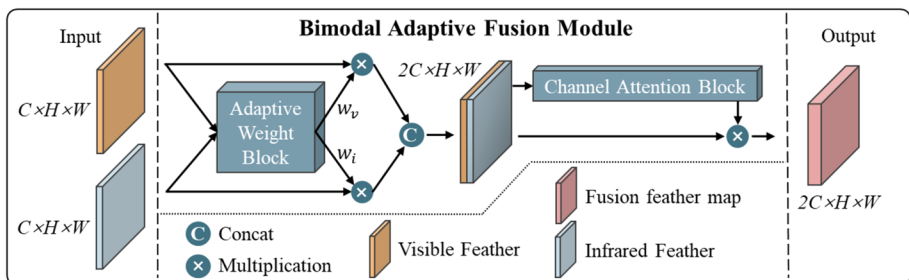 Bimodal Adaptive Fusion Module
Input
C×H×W
C×H×W
Adaptive
Weight
Block
w_v
w_i
C
2C×H×W
Channel Attention Block
Output
2C×H×W
C Concat
× Multiplication
Visible Feather
Fusion feather map
Infrared Feather